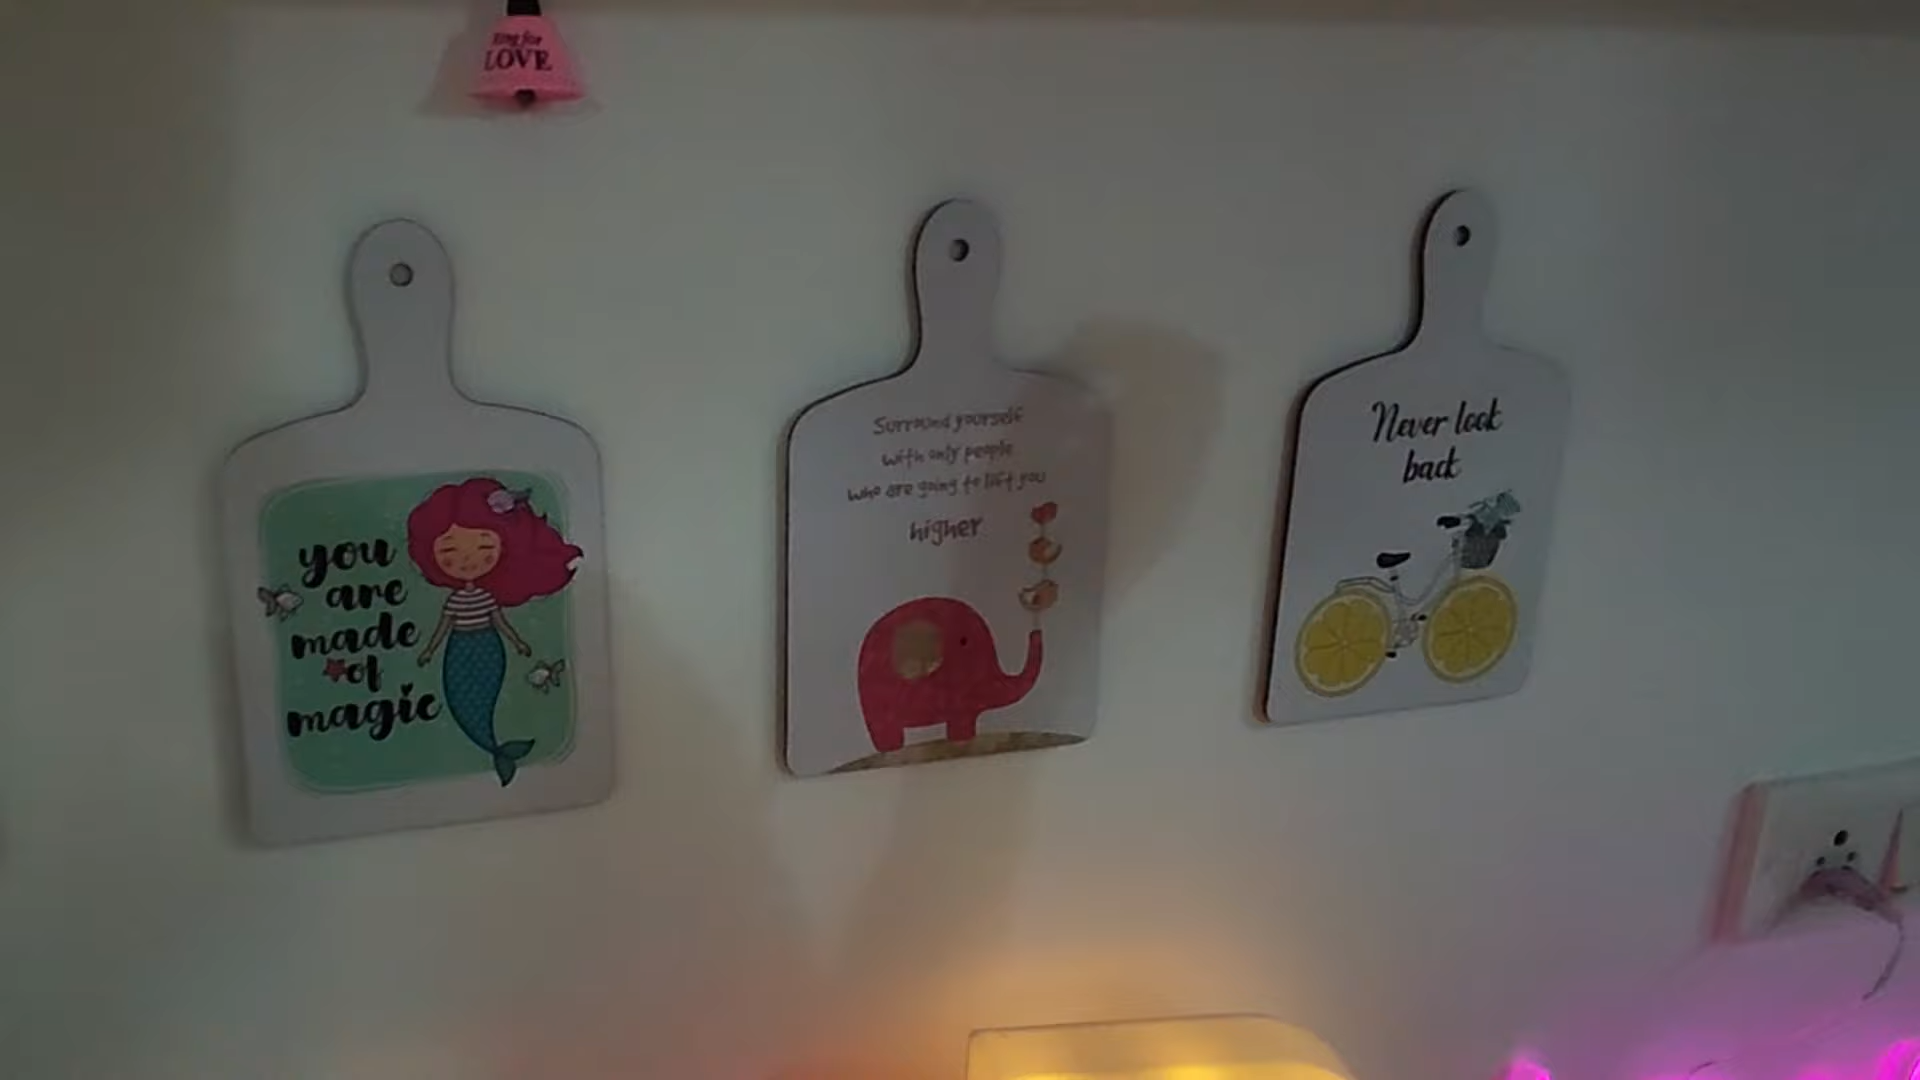 Ring for
LOVE
you
are
made
of
magic
Surround yourself
with only people
who are going to lift you
higher
Never look
back